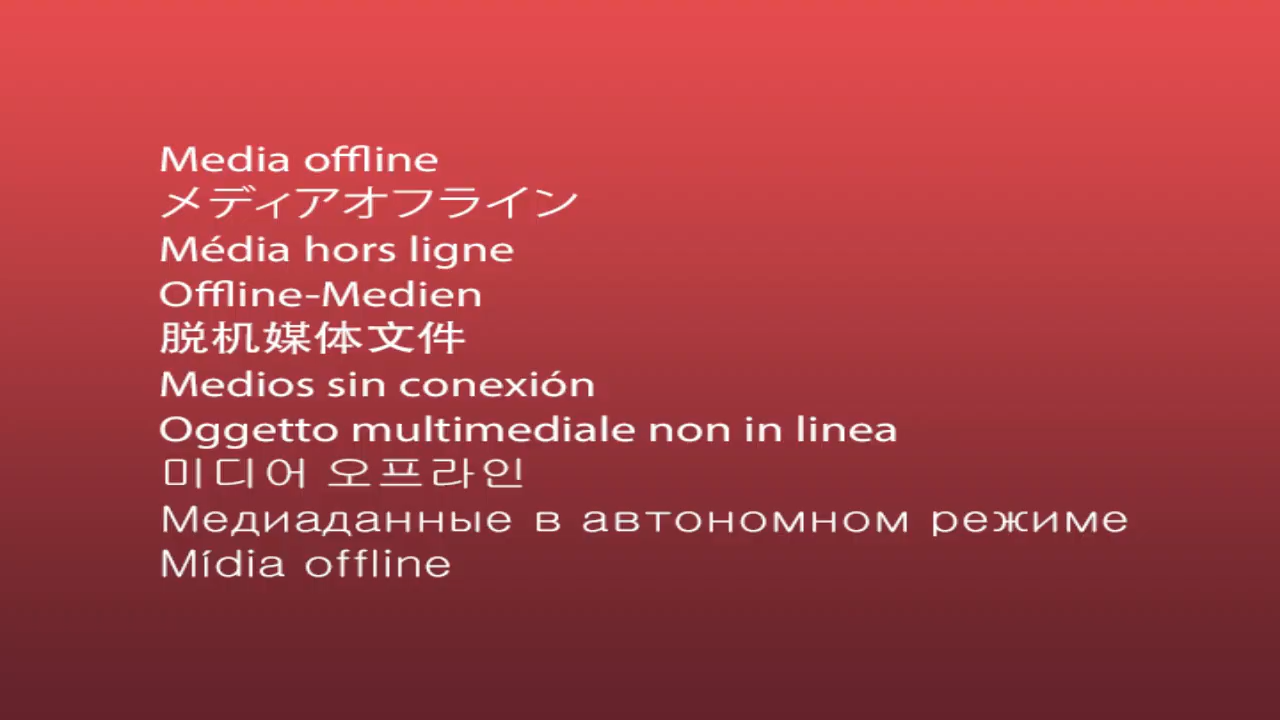 Media offline
メディアオフライン
Média hors ligne
Offline-Medien
脱机媒体文件
Medios sin conexión
Oggetto multimediale non in linea
미디어 오프라인
Медиаданные в автономном режиме
Mídia offline